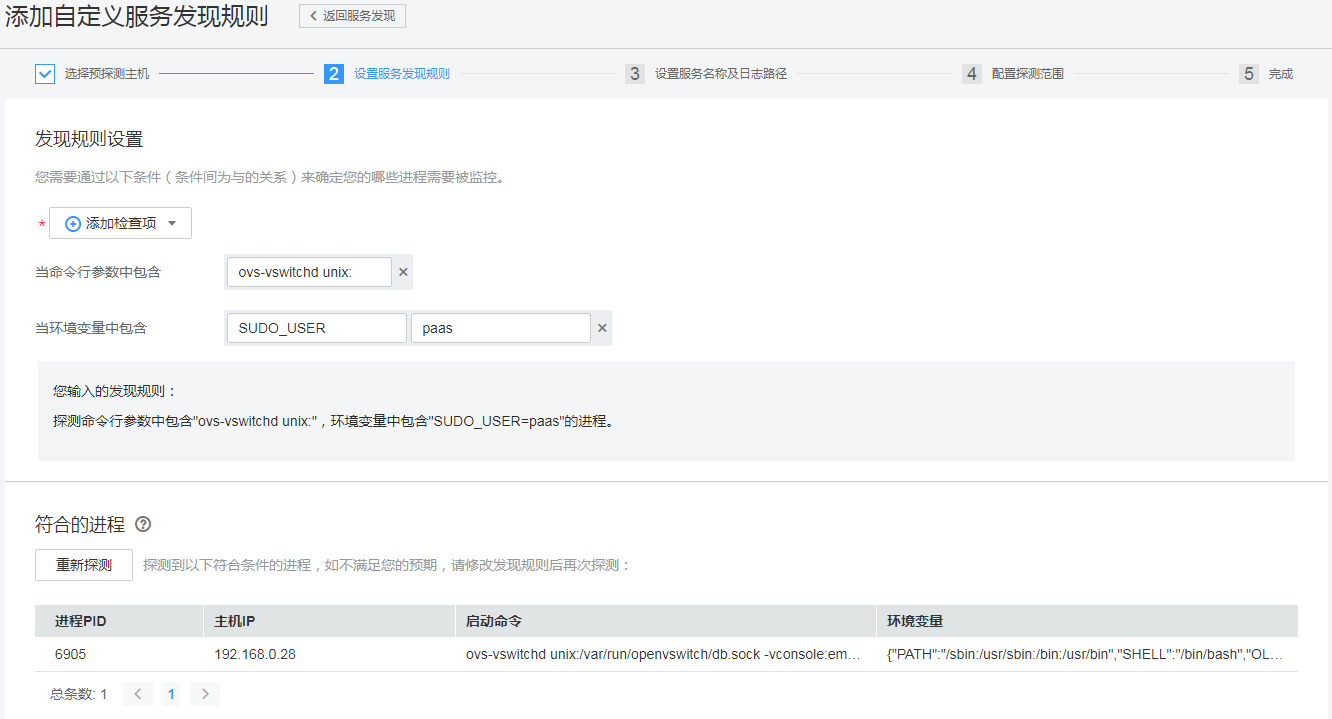 添加自定义服务发现规则
返回服务发现
选择预探测主机 2 设置服务发现规则 3 设置服务名称及日志路径 4 配置探测范围 5 完成
发现规则设置
您需要通过以下条件（条件间为与的关系）来确定您的哪些进程需要被监控。
* 添加检查项
当命令行参数中包含 ovs-vswitchd unix: ×
当环境变量中包含 SUDO_USER paas ×
您输入的发现规则：
探测命令行参数中包含"ovs-vswitchd unix:"，环境变量中包含"SUDO_USER=paas"的进程。
符合的进程 ?
重新探测 探测到以下符合条件的进程，如不满足您的预期，请修改发现规则后再次探测：
进程PID 主机IP 启动命令 环境变量
6905 192.168.0.28 ovs-vswitchd unix:/var/run/openvswitch/db.sock -vconsole:em... {"PATH":"/sbin:/usr/sbin:/bin:/usr/bin","SHELL":"/bin/bash","OL...
总条数: 1 < 1 >